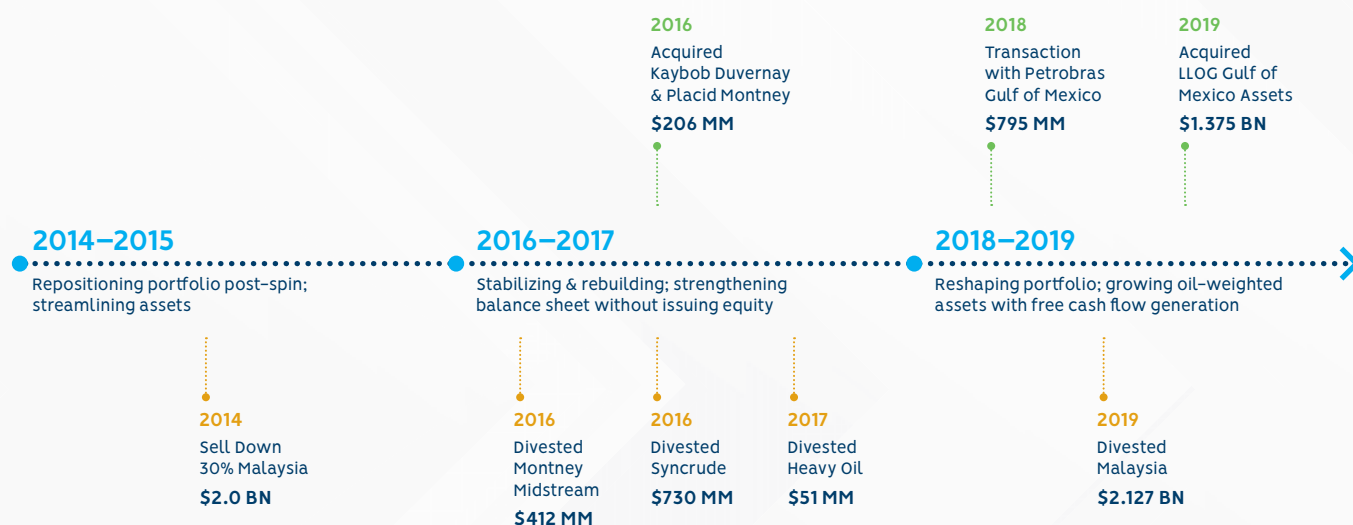 2016
Acquired
Kaybob Duvernay
& Placid Montney
$206 MM
2018
Transaction
with Petrobras
Gulf of Mexico
$795 MM
2019
Acquired
LLOG Gulf of
Mexico Assets
$1.375 BN
2014–2015
Repositioning portfolio post–spin;
streamlining assets
2016–2017
Stabilizing & rebuilding; strengthening
balance sheet without issuing equity
2018–2019
Reshaping portfolio; growing oil–weighted
assets with free cash flow generation
2014
Sell Down
30% Malaysia
$2.0 BN
2016
Divested
Montney
Midstream
$412 MM
2016
Divested
Syncrude
$730 MM
2017
Divested
Heavy Oil
$51 MM
2019
Divested
Malaysia
$2.127 BN